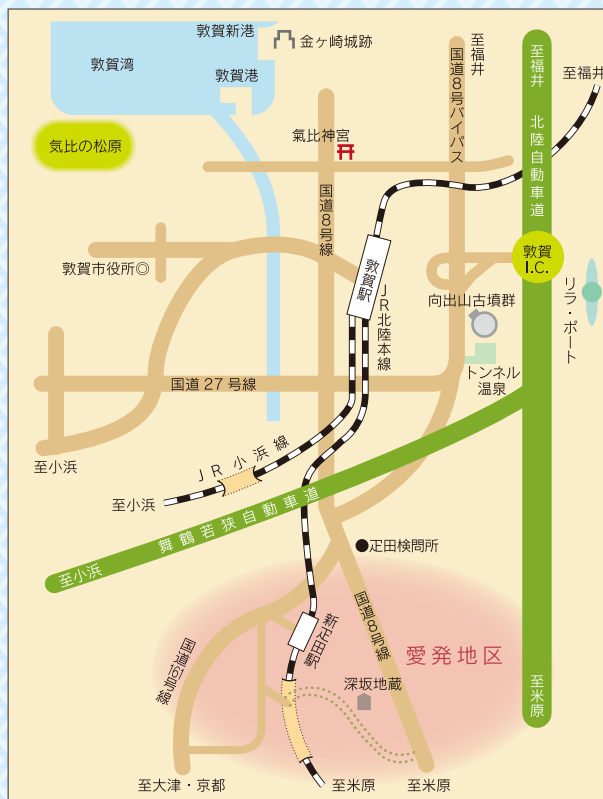 敦賀新港
金ヶ崎城跡
至福井
至福井
至福井
敦賀湾
敦賀港
国道8号バイパス
北陸自動車道
気比の松原
氣比神宮
国道8号線
敦賀市役所◎
敦賀駅
敦賀
I.C.
JR北陸本線
向出山古墳群
リラ・ポート
トンネル
温泉
国道27号線
至小浜
JR小浜線
至小浜
舞鶴若狭自動車道
至小浜
疋田検問所
国道8号線
新疋田駅
愛発地区
国道161号線
深坂地蔵
至米原
至大津・京都
至米原
至米原